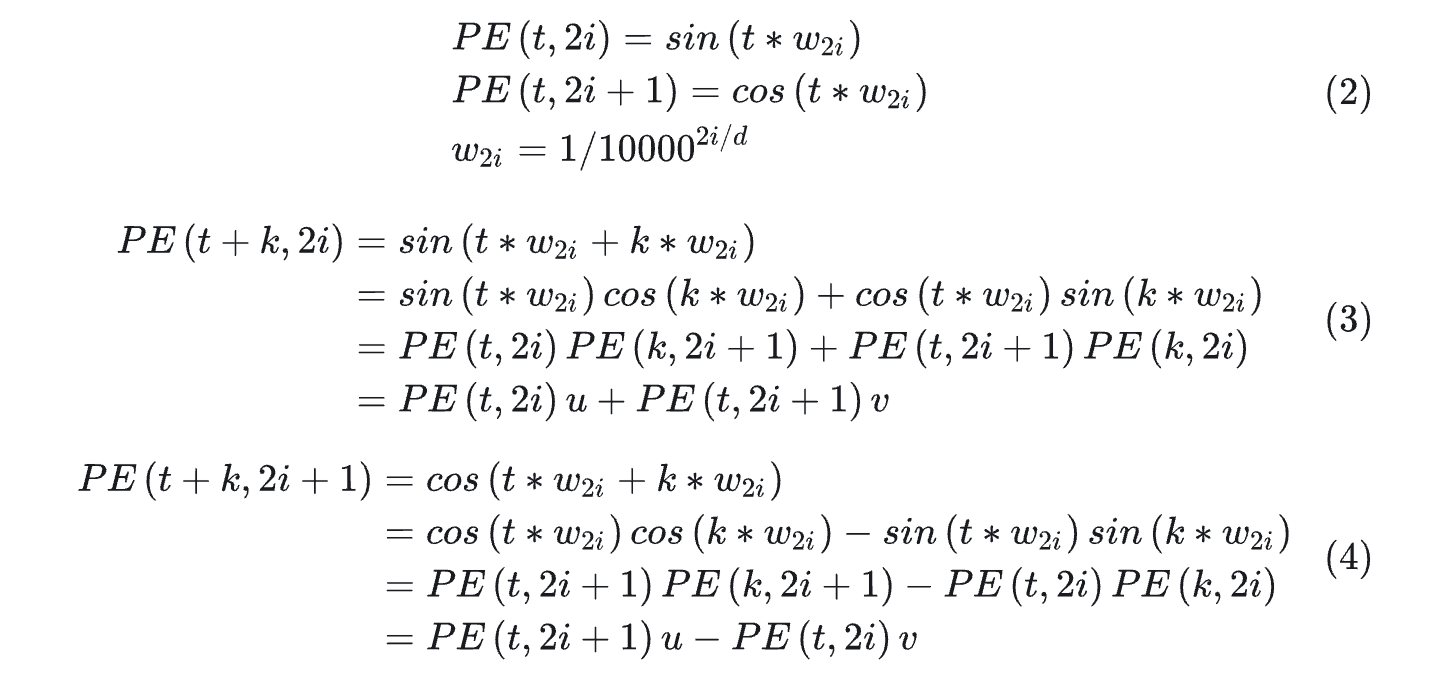 PE (t, 2i) = sin (t * w_{2i})
PE (t, 2i + 1) = cos (t * w_{2i}) (2)
w_{2i} = 1/10000^{2i/d}
PE (t + k, 2i) = sin (t * w_{2i} + k * w_{2i})
= sin (t * w_{2i}) cos (k * w_{2i}) + cos (t * w_{2i}) sin (k * w_{2i})
(3)
= PE (t, 2i) PE (k, 2i + 1) + PE (t, 2i + 1) PE (k, 2i)
= PE (t, 2i) u + PE (t, 2i + 1) v
PE (t + k, 2i + 1) = cos (t * w_{2i} + k * w_{2i})
= cos (t * w_{2i}) cos (k * w_{2i}) − sin (t * w_{2i}) sin (k * w_{2i})
(4)
= PE (t, 2i + 1) PE (k, 2i + 1) − PE (t, 2i) PE (k, 2i)
= PE (t, 2i + 1) u − PE (t, 2i) v